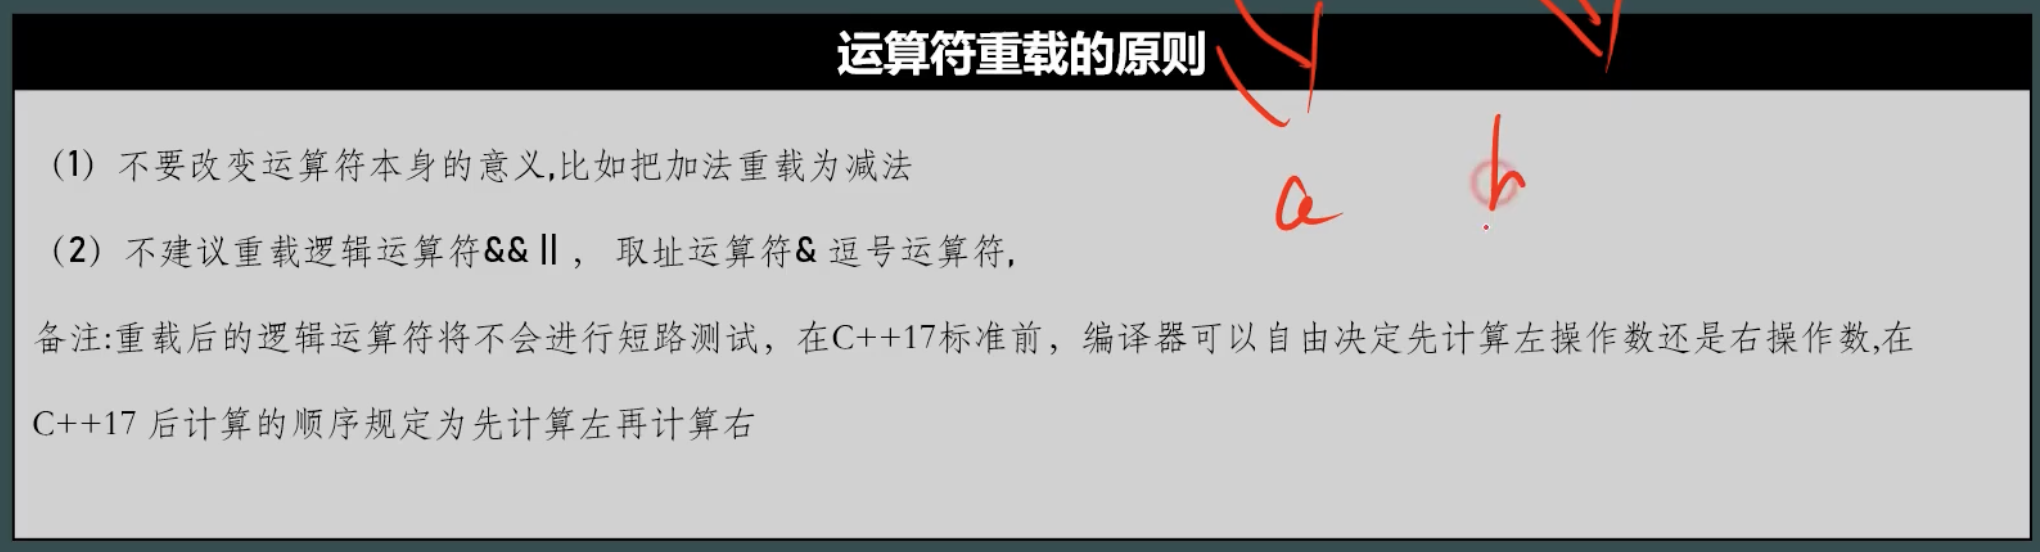 运算符重载的原则
（1）不要改变运算符本身的意义,比如把加法重载为减法
（2）不建议重载逻辑运算符&& || ， 取址运算符& 逗号运算符,
备注:重载后的逻辑运算符将不会进行短路测试，在C++17标准前，编译器可以自由决定先计算左操作数还是右操作数,在
C++17 后计算的顺序规定为先计算左再计算右
a